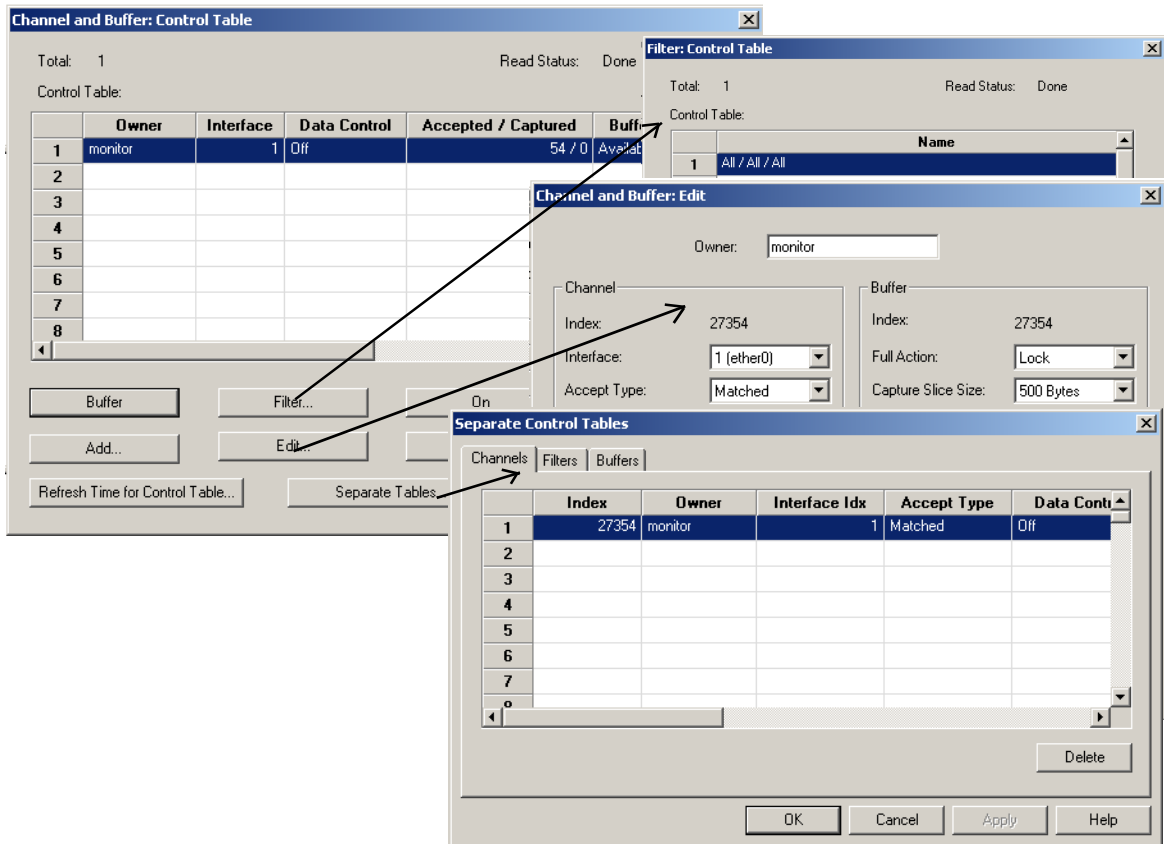 Channel and Buffer: Control Table
Total: 1 Read Status: Done
Control Table:
Owner Interface Data Control Accepted / Captured
1 monitor 1 Off 54 / 0
2
3
4
5
6
7
8
Buffer Filter... On
Add... Edit...
Refresh Time for Control Table... Separate Tables
Filter: Control Table
Total: 1 Read Status: Done
Control Table:
Name
1 All / All / All
Channel and Buffer: Edit
Owner: monitor
Channel
Index: 27354
Interface: 1 (ether0)
Accept Type: Matched
Buffer
Index: 27354
Full Action: Lock
Capture Slice Size: 500 Bytes
Separate Control Tables
Channels Filters Buffers
Index Owner Interface Idx Accept Type Data Contr
1 27354 monitor 1 Matched Off
2
3
4
5
6
7
Delete
OK Cancel Apply Help